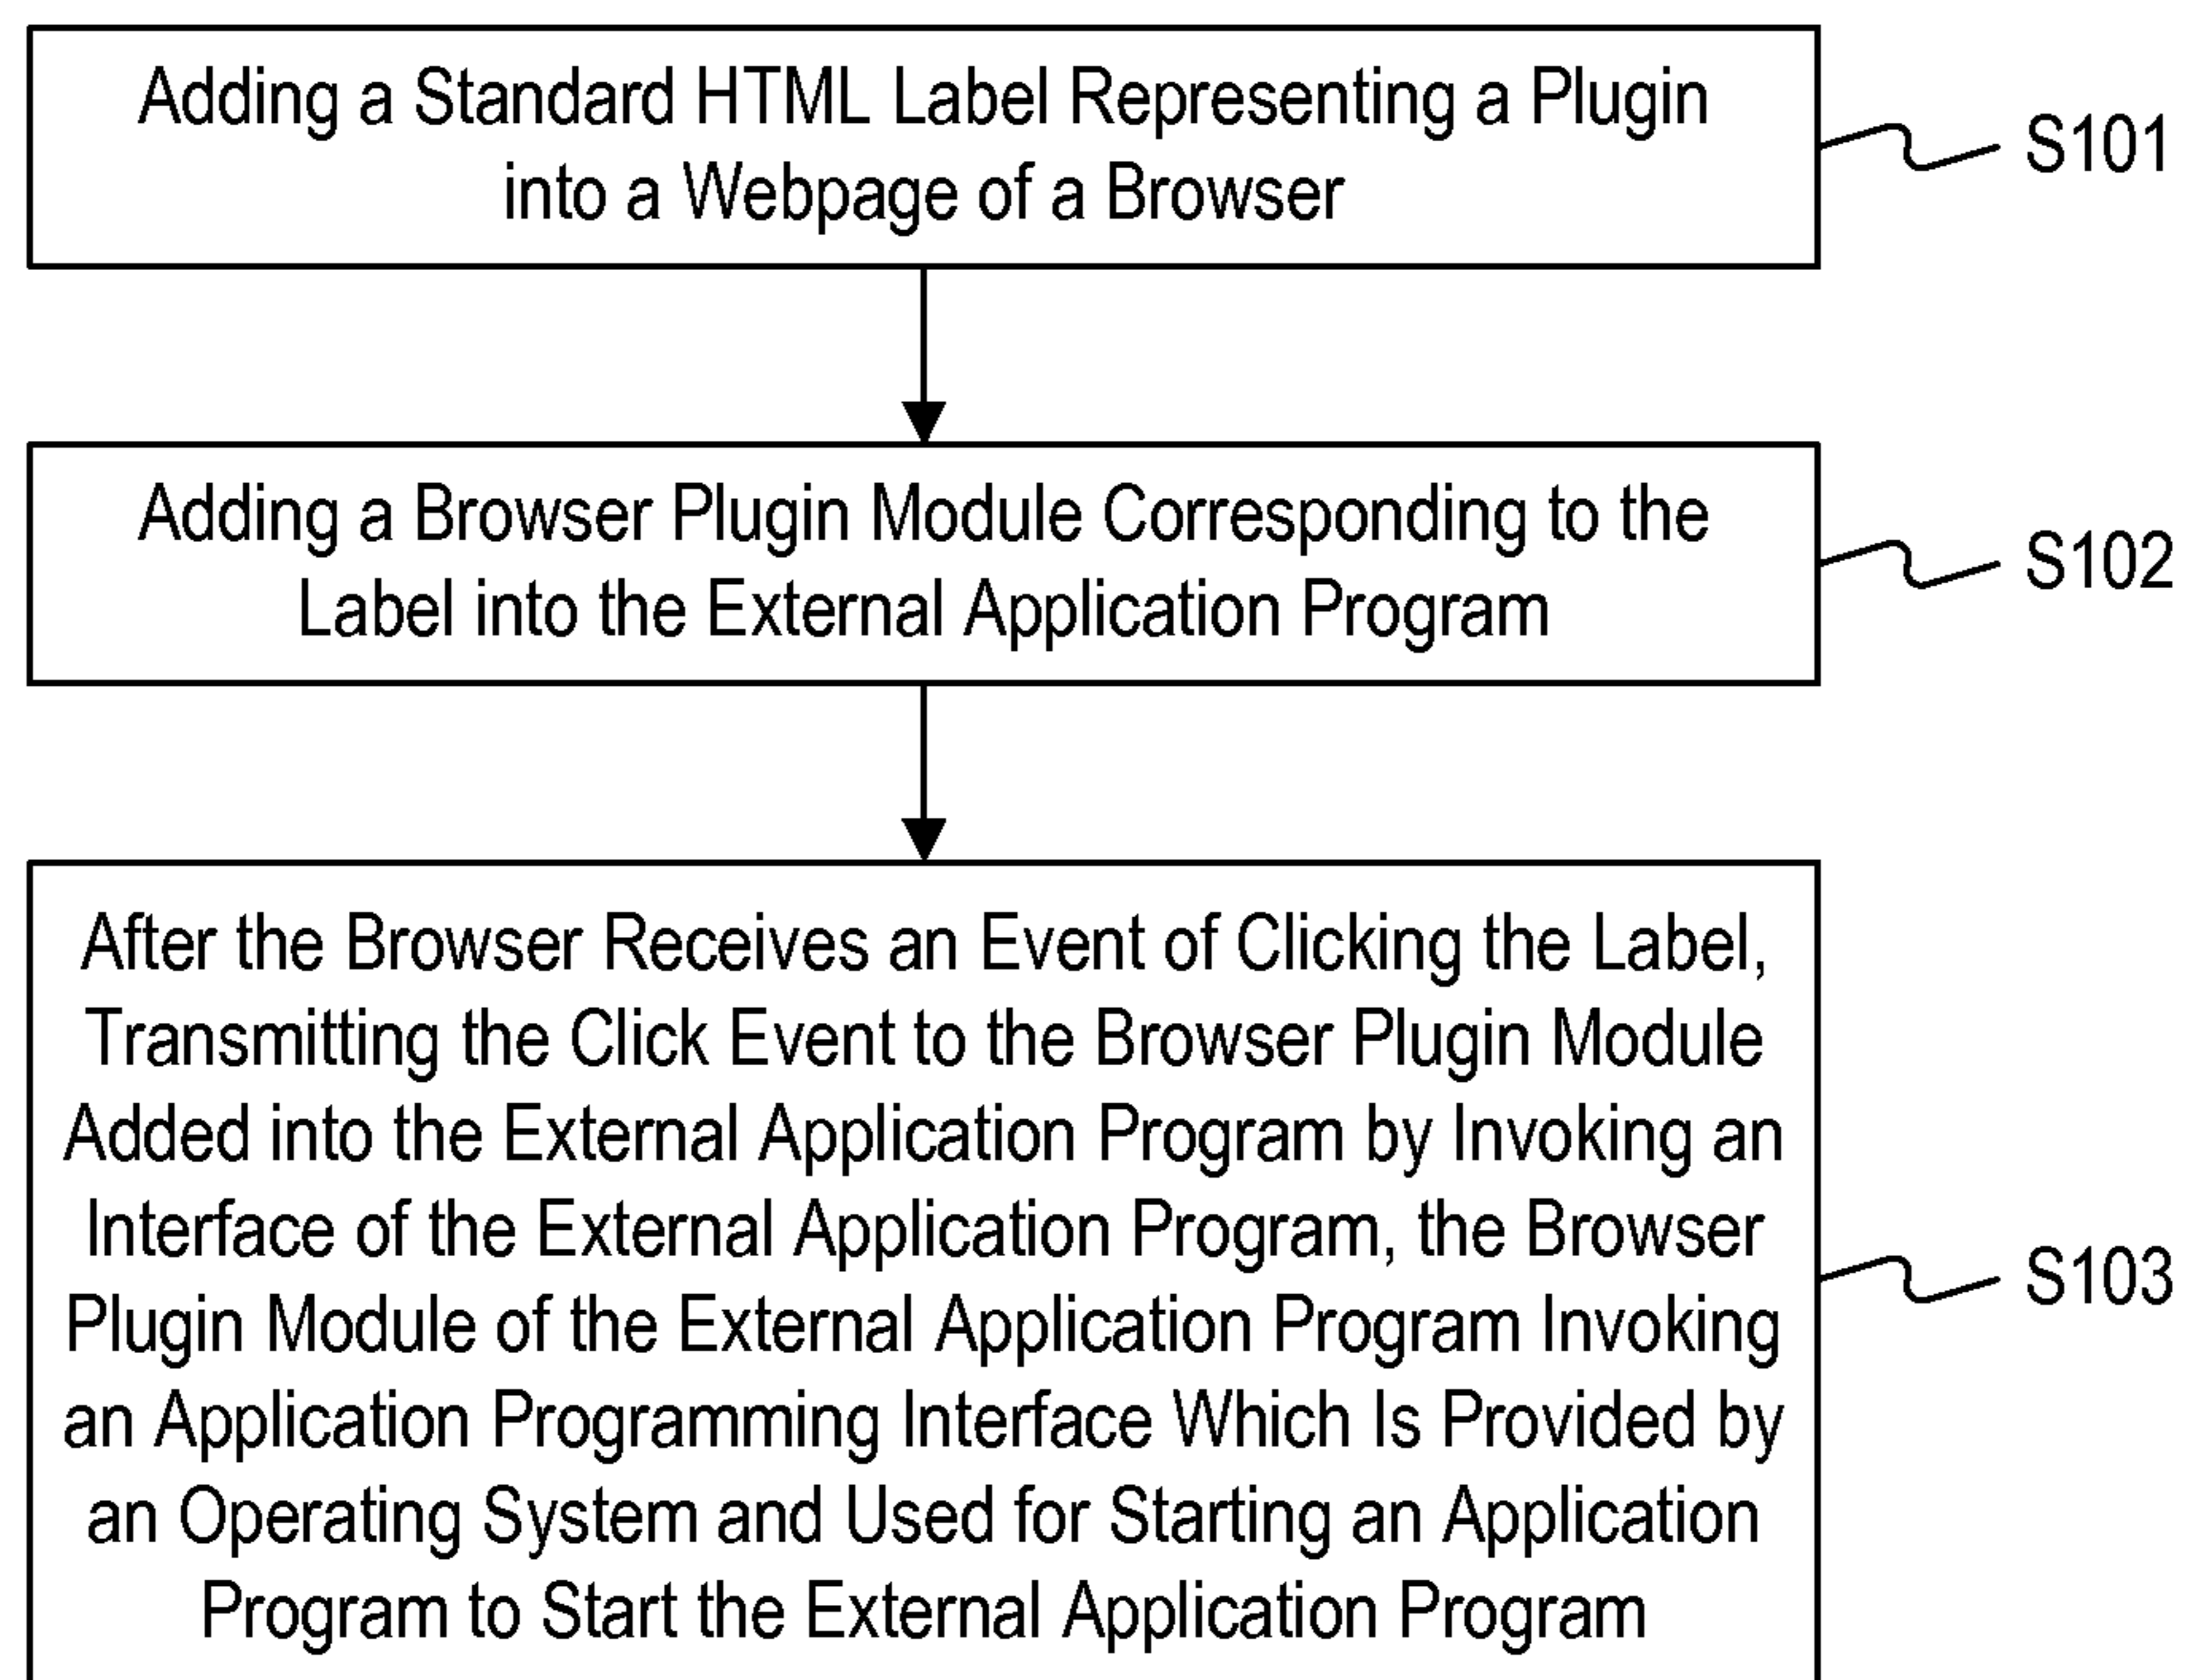 Adding a Standard HTML Label Representing a Plugin
into a Webpage of a Browser
S101
Adding a Browser Plugin Module Corresponding to the
Label into the External Application Program
S102
After the Browser Receives an Event of Clicking the Label,
Transmitting the Click Event to the Browser Plugin Module
Added into the External Application Program by Invoking an
Interface of the External Application Program, the Browser
Plugin Module of the External Application Program Invoking
an Application Programming Interface Which Is Provided by
an Operating System and Used for Starting an Application
Program to Start the External Application Program
S103